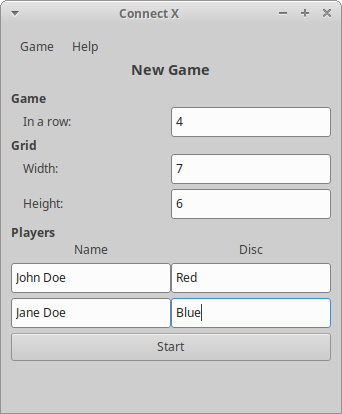 Connect X
Game Help
New Game
Game
In a row: 4
Grid
Width: 7
Height: 6
Players
Name Disc
John Doe Red
Jane Doe Blue
Start